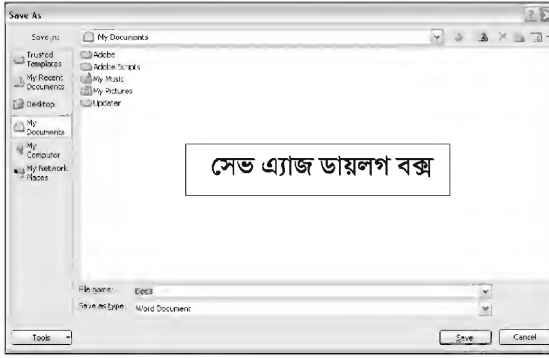 Save As
Save in: My Documents
Trusted Templates
My Recent Documents
Desktop
My Documents
My Computer
My Network Places
Adobe
Adobe Scripts
My Music
My Pictures
Updater
সেভ এ্যাজ ডায়লগ বক্স
File name: Doc3
Save as type: Word Document
Tools
Save
Cancel